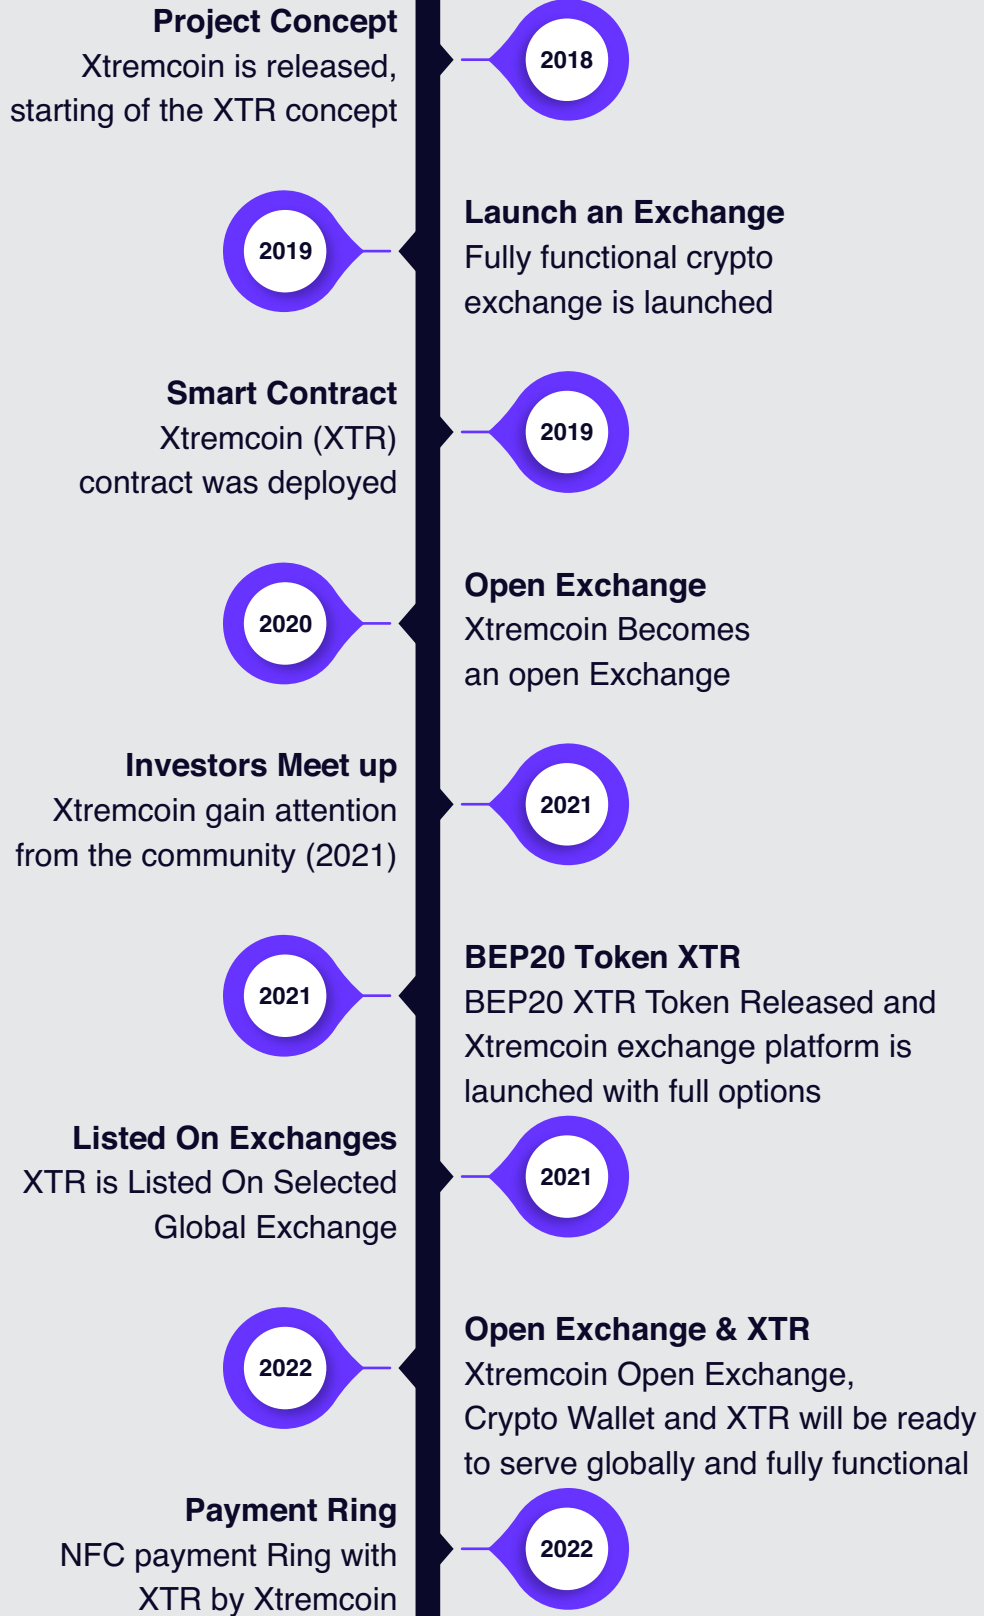 Project Concept
Xtremcoin is released,
starting of the XTR concept
2018
2019
Launch an Exchange
Fully functional crypto
exchange is launched
Smart Contract
Xtremcoin (XTR)
contract was deployed
2019
2020
Open Exchange
Xtremcoin Becomes
an open Exchange
Investors Meet up
Xtremcoin gain attention
from the community (2021)
2021
2021
BEP20 Token XTR
BEP20 XTR Token Released and
Xtremcoin exchange platform is
launched with full options
Listed On Exchanges
XTR is Listed On Selected
Global Exchange
2021
2022
Open Exchange & XTR
Xtremcoin Open Exchange,
Crypto Wallet and XTR will be ready
to serve globally and fully functional
Payment Ring
NFC payment Ring with
XTR by Xtremcoin
2022